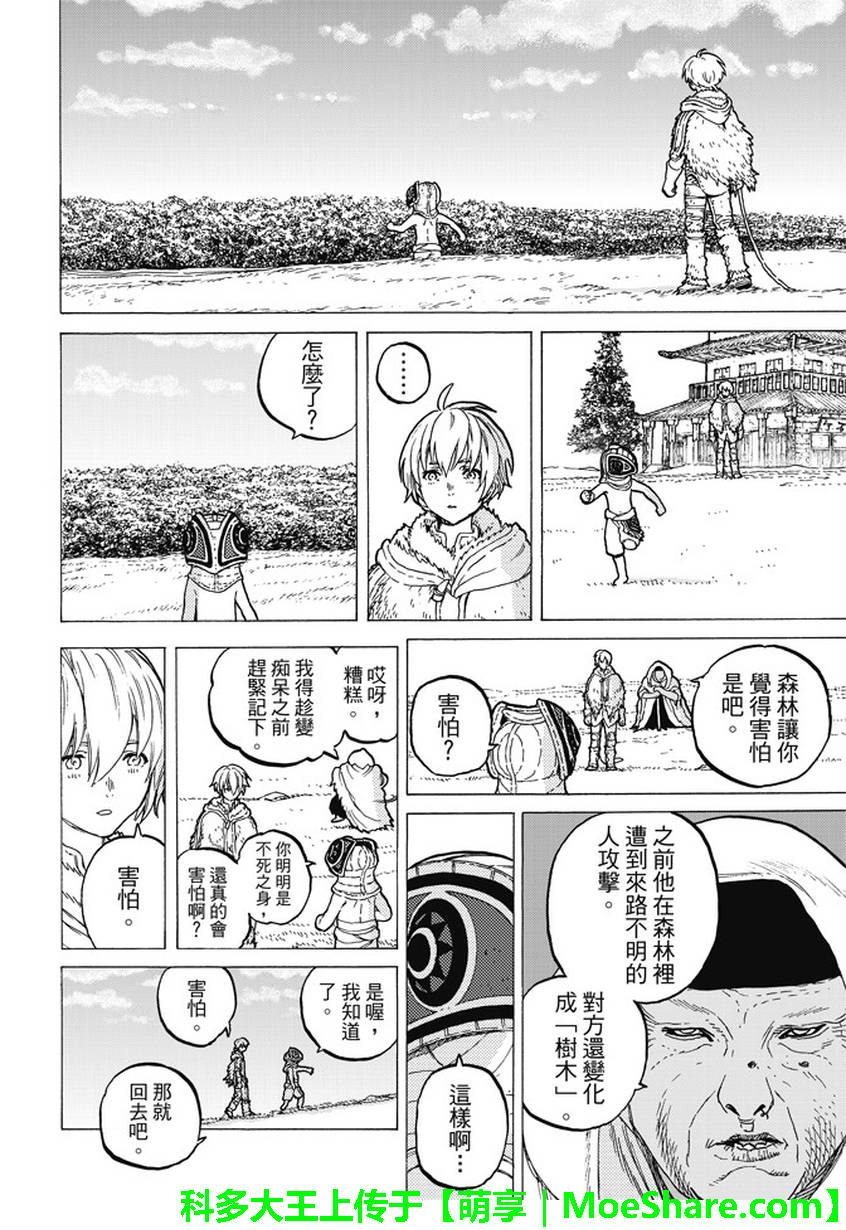 ……
怎麼了？
森林讓你
覺得害怕
是吧。
害怕？
之前他在森林裡
遭到來路不明的
人攻擊。
對方還變化
成「樹木」。
這樣啊…
哎呀，
糟糕。
我得趁變
痴呆之前
趕緊記下。
你明明是
不死之身，
還真的會
害怕啊？
害怕。
是喔，
我知道
了。
害怕。
那就
回去吧。
科多大王上传于【萌享｜MoeShare.com】